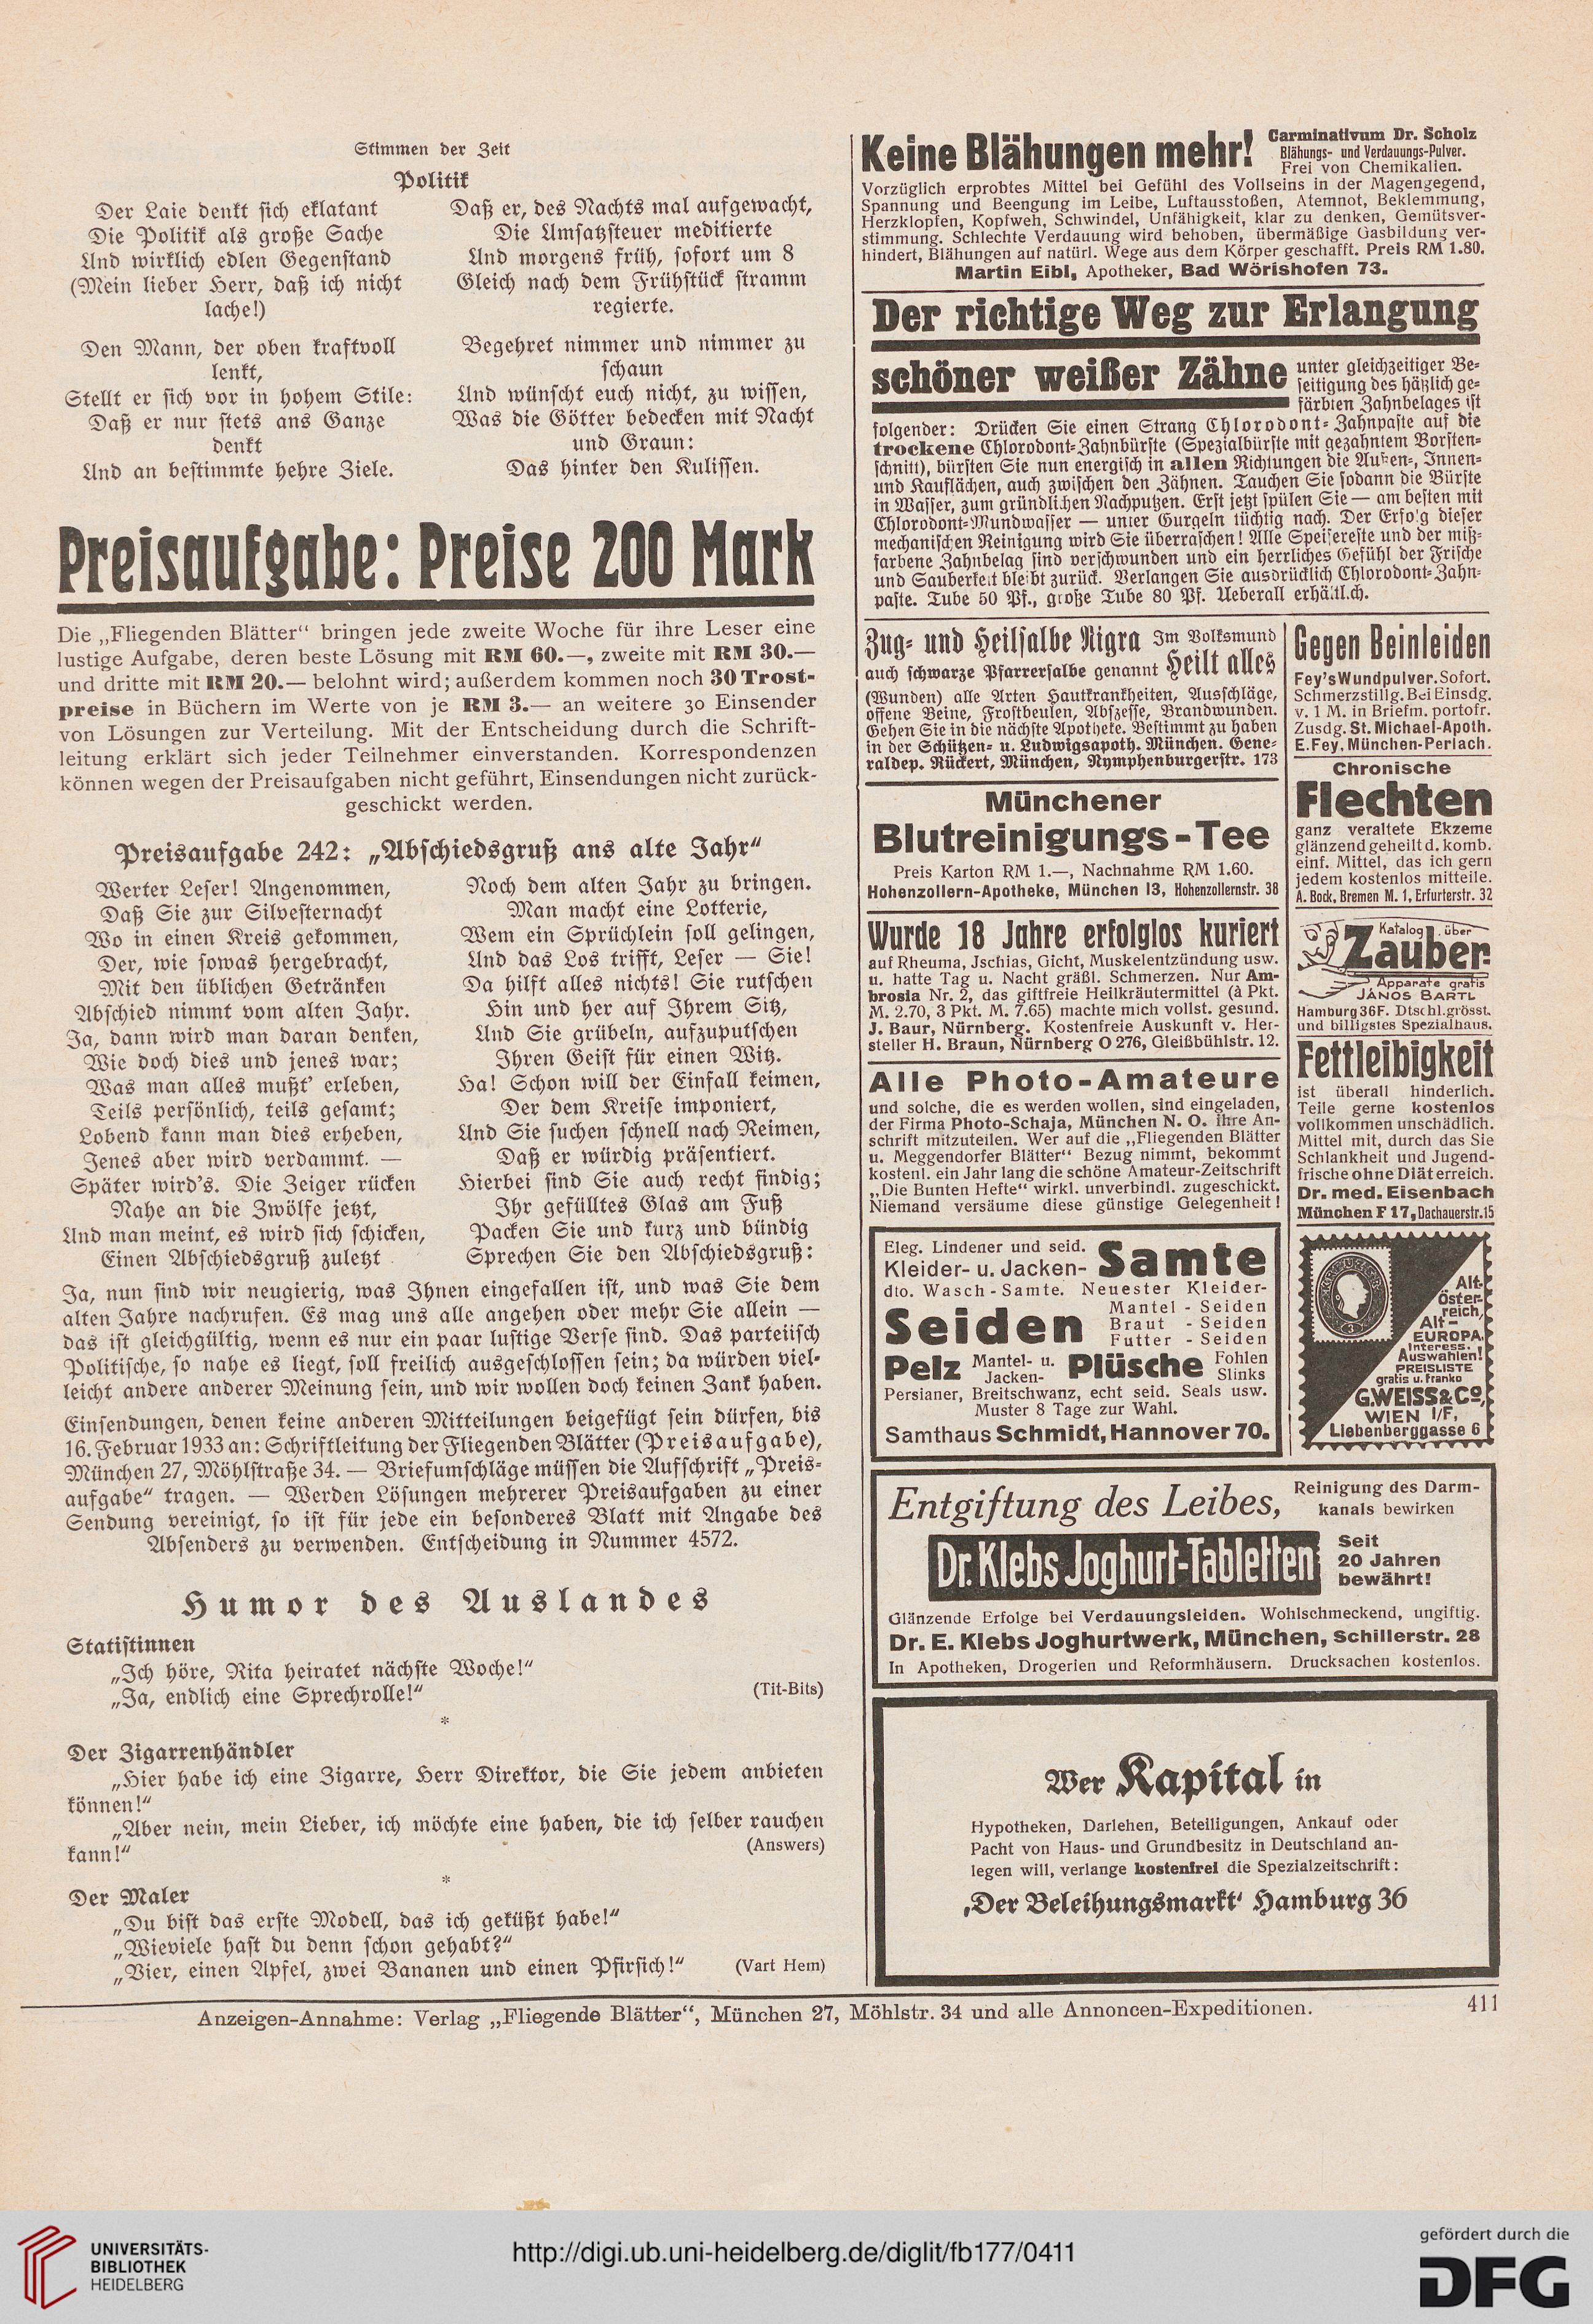 Stimmen der Zeit
Politik
Der Laie denkt sich eklatant
Die Politik als große Sache
Und wirklich edlen Gegenstand
(Mein lieber Herr, daß ich nicht
lache!)
Den Mann, der oben kraftvoll
lenkt,
Stellt er sich vor in hohem Stile:
Daß er nur stets ans Ganze
denkt
Und an bestimmte hehre Ziele.
Daß er, des Nachts mal aufgewacht,
Die Umsatzsteuer meditierte
Und morgens früh, sofort um 8
Gleich nach dem Frühstück stramm
regierte.
Begehret nimmer und nimmer zu
schaun
Und wünscht euch nicht, zu wissen,
Was die Götter bedecken mit Nacht
und Graun:
Das hinter den Kulissen.
Preisaufgabe: Preise 200 Mark
Die „Fliegenden Blätter“ bringen jede zweite Woche für ihre Leser eine
lustige Aufgabe, deren beste Lösung mit RM 60.—, zweite mit RM 30.—
und dritte mit RM 20.— belohnt wird; außerdem kommen noch 30 Trost-
preise in Büchern im Werte von je RM 3.— an weitere 30 Einsender
von Lösungen zur Verteilung. Mit der Entscheidung durch die Schrift-
leitung erklärt sich jeder Teilnehmer einverstanden. Korrespondenzen
können wegen der Preisaufgaben nicht geführt, Einsendungen nicht zurück-
geschickt werden.
Preisaufgabe 242: „Abschiedsgruß ans alte Jahr“
Werter Leser! Angenommen,
Daß Sie zur Silvesternacht
Wo in einen Kreis gekommen,
Der, wie sowas hergebracht,
Mit den üblichen Getränken
Abschied nimmt vom alten Jahr.
Ja, dann wird man daran denken,
Wie doch dies und jenes war;
Was man alles mußt' erleben,
Teils persönlich, teils gesamt;
Lobend kann man dies erheben,
Jenes aber wird verdammt. —
Später wird's. Die Zeiger rücken
Nahe an die Zwölfe jetzt,
Und man meint, es wird sich schicken,
Einen Abschiedsgruß zuletzt
Noch dem alten Jahr zu bringen.
Man macht eine Lotterie,
Wem ein Sprüchlein soll gelingen,
Und das Los trifft, Leser — Sie!
Da hilft alles nichts! Sie rutschen
Hin und her auf Ihrem Sitz,
Und Sie grübeln, aufzuputschen
Ihren Geist für einen Witz.
Ha! Schon will der Einfall keimen,
Der dem Kreise imponiert,
Und Sie suchen schnell nach Reimen,
Daß er würdig präsentiert.
Hierbei sind Sie auch recht findig;
Ihr gefülltes Glas am Fuß
Packen Sie und kurz und bündig
Sprechen Sie den Abschiedsgruß:
Ja, nun sind wir neugierig, was Ihnen eingefallen ist, und was Sie dem
alten Jahre nachrufen. Es mag uns alle angehen oder mehr Sie allein —
das ist gleichgültig, wenn es nur ein paar lustige Verse sind. Das parteiisch
Politische, so nahe es liegt, soll freilich ausgeschlossen sein; da würden viel-
leicht andere anderer Meinung sein, und wir wollen doch keinen Zank haben.
Einsendungen, denen keine anderen Mitteilungen beigefügt sein dürfen, bis
16. Februar 1933 an: Schriftleitung der Fliegenden Blätter (Preisaufgabe),
München 27, Möhlstraße 34. — Briefumschläge müssen die Aufschrift „Preis-
aufgabe“ tragen. — Werden Lösungen mehrerer Preisaufgaben zu einer
Sendung vereinigt, so ist für jede ein besonderes Blatt mit Angabe des
Absenders zu verwenden. Entscheidung in Nummer 4572.
Humor des Auslandes
Statistinnen
„Ich höre, Rita heiratet nächste Woche!“
„Ja, endlich eine Sprechrolle!“ (Tit-Bits)
*
Der Zigarrenhändler
„Hier habe ich eine Zigarre, Herr Direktor, die Sie jedem anbieten
können!“
„Aber nein, mein Lieber, ich möchte eine haben, die ich selber rauchen
kann!“ (Answers)
*
Der Maler
„Du bist das erste Modell, das ich geküßt habe!“
„Wieviele hast du denn schon gehabt?“
„Vier, einen Apfel, zwei Bananen und einen Pfirsich!“ (Vart Hem)
Keine Blähungen mehr!
Carminativum Dr. Scholz
Blähungs- und Verdauungs-Pulver.
Frei von Chemikalien.
Vorzüglich erprobtes Mittel bei Gefühl des Vollseins in der Magengegend,
Spannung und Beengung im Leibe, Luftausstoßen, Atemnot, Beklemmung,
Herzklopfen, Kopfweh, Schwindel, Unfähigkeit, klar zu denken, Gemütsver-
stimmung. Schlechte Verdauung wird behoben, übermäßige Gasbildung ver-
hindert, Blähungen auf natürl. Wege aus dem Körper geschafft. Preis RM 1.80.
Martin Eibl, Apotheker, Bad Wörishofen 73.
Der richtige Weg zur Erlangung
schöner weißer Zähne
unter gleichzeitiger Be-
seitigung des häßlich ge-
färbten Zahnbelages ist
folgender: Drücken Sie einen Strang Chlorodont-Zahnpaste auf die
trockene Chlorodont-Zahnbürste (Spezialbürste mit gezahntem Borsten-
schnitt), bürsten Sie nun energisch in allen Richtungen die Außen-, Innen-
und Kauflächen, auch zwischen den Zähnen. Tauchen Sie sodann die Bürste
in Wasser, zum gründlichen Nachputzen. Erst jetzt spülen Sie — am besten mit
Chlorodont-Mundwasser — unter Gurgeln tüchtig nach. Der Erfolg dieser
mechanischen Reinigung wird Sie überraschen! Alle Speisereste und der miß-
farbene Zahnbelag sind verschwunden und ein herrliches Gefühl der Frische
und Sauberkeit bleibt zurück. Verlangen Sie ausdrücklich Chlorodont-Zahn-
paste. Tube 50 Pf., große Tube 80 Pf. Ueberall erhältlich.
Zug- und Heilsalbe Nigra Im Volksmund
auch schwarze Pfarrersalbe genannt Heilt alles
(Wunden) alle Arten Hautkrankheiten, Ausschläge,
offene Beine, Frostbeulen, Abszesse, Brandwunden.
Gehen Sie in die nächste Apotheke. Bestimmt zu haben
in der Schützen- u. Ludwigsapoth. München. Gene-
raldep. Rückert, München, Nymphenburgerstr. 173
Gegen Beinleiden
Fey's Wundpulver. Sofort.
Schmerzstillg. Bei Einsdg.
v. 1 M. in Briefm. portofr.
Zusdg. St. Michael-Apoth.
E. Fey, München-Perlach.
Münchener
Blutreinigungs-Tee
Preis Karton RM 1.—, Nachnahme RM 1.60.
Hohenzollern-Apotheke, München 13, Hohenzollernstr. 38
Chronische
Flechten
ganz veraltete Ekzeme
glänzend geheilt d. komb.
einf. Mittel, das ich gern
jedem kostenlos mitteile.
A. Bock, Bremen M. 1, Erfurterstr. 32
Wurde 18 Jahre erfolglos kuriert
auf Rheuma, Jschias, Gicht, Muskelentzündung usw.
u. hatte Tag u. Nacht gräßl. Schmerzen. Nur Am-
brosia Nr. 2, das giftfreie Heilkräutermittel (à Pkt.
M. 2.70, 3 Pkt. M. 7.65) machte mich vollst. gesund.
J. Baur, Nürnberg. Kostenfreie Auskunft v. Her-
steller H. Braun, Nürnberg O 276, Gleißbühlstr. 12.
Katalog über
Zauber
Apparate gratis
JÁNOS BARTL
Hamburg 36F. Dtschl. grösst.
und billigstes Spezialhaus.
Alle Photo-Amateure
und solche, die es werden wollen, sind eingeladen,
der Firma Photo-Schaja, München N. O. ihre An-
schrift mitzuteilen. Wer auf die „Fliegenden Blätter
u. Meggendorfer Blätter“ Bezug nimmt, bekommt
kostenl. ein Jahr lang die schöne Amateur-Zeitschrift
„Die Bunten Hefte“ wirkl. unverbindl. zugeschickt.
Niemand versäume diese günstige Gelegenheit!
Fettleibigkeit
ist überall hinderlich.
Teile gerne kostenlos
vollkommen unschädlich.
Mittel mit, durch das Sie
Schlankheit und Jugend-
frische ohne Diät erreich.
Dr. med. Eisenbach
München F 17, Dachauerstr. 15
Eleg. Lindener und seid.
Kleider- u. Jacken- Samte
dto. Wasch-Samte. Neuester Kleider-
Seiden
Mantel - Seiden
Braut - Seiden
Futter - Seiden
Pelz Mantel- u. Jacken- Plüsche Fohlen Slinks
Persianer, Breitschwanz, echt seid. Seals usw.
Muster 8 Tage zur Wahl.
Samthaus Schmidt, Hannover 70.
Alt-
Öster-
reich,
Alt-
EUROPA.
Interess.
Auswahlen!
PREISLISTE
gratis u. franko
G. WEISS & Co,
WIEN I/F,
Liebenberggasse 6
Entgiftung des Leibes,
Reinigung des Darm-
kanals bewirken
Dr. Klebs Joghurt-Tabletten
Seit
20 Jahren
bewährt!
Glänzende Erfolge bei Verdauungsleiden. Wohlschmeckend, ungiftig.
Dr. E. Klebs Joghurtwerk, München, Schillerstr. 28
In Apotheken, Drogerien und Reformhäusern. Drucksachen kostenlos.
Wer Kapital in
Hypotheken, Darlehen, Beteiligungen, Ankauf oder
Pacht von Haus- und Grundbesitz in Deutschland an-
legen will, verlange kostenfrei die Spezialzeitschrift:
‚Der Beleihungsmarkt‘ Hamburg 36
Anzeigen-Annahme: Verlag „Fliegende Blätter“, München 27, Möhlstr. 34 und alle Annoncen-Expeditionen.
411
UNIVERSITÄTS-
BIBLIOTHEK
HEIDELBERG
http://digi.ub.uni-heidelberg.de/diglit/fb177/0411
gefördert durch die
DFG